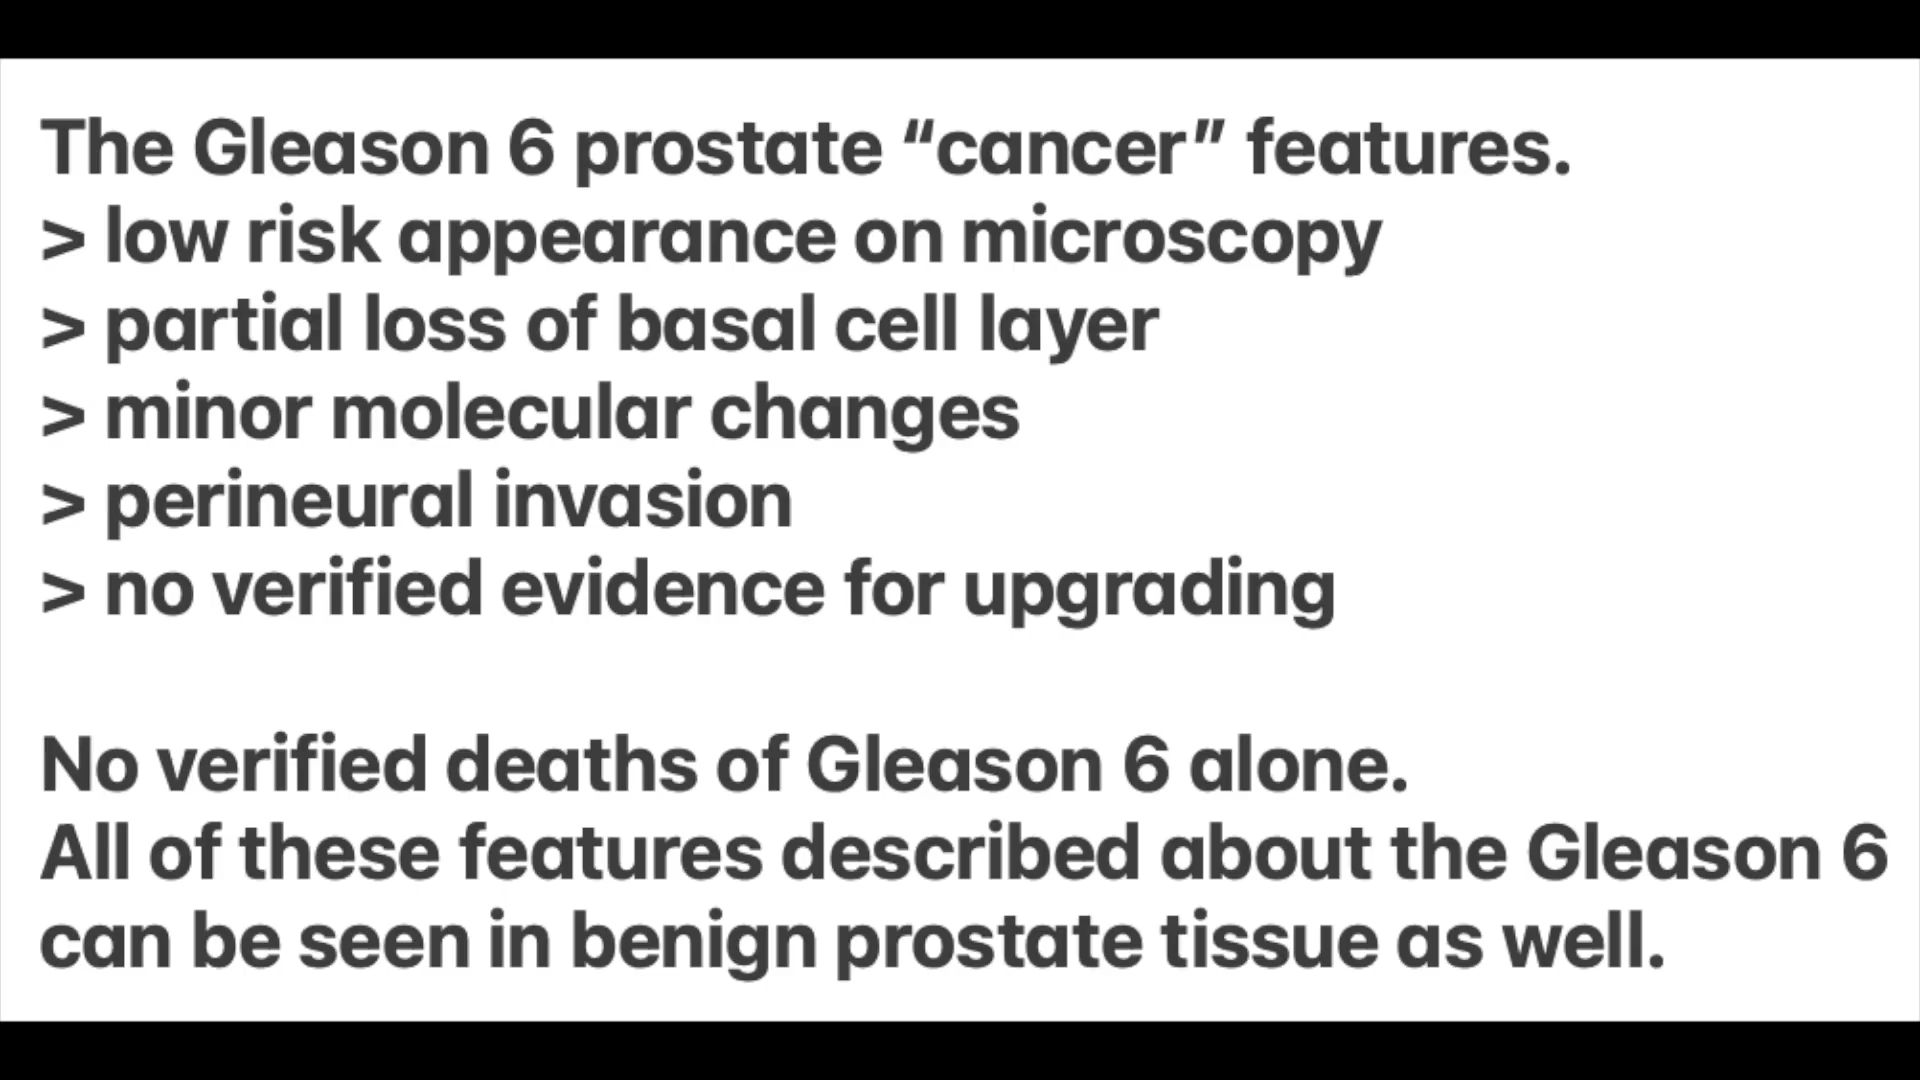 The Gleason 6 prostate “cancer” features.
> low risk appearance on microscopy
> partial loss of basal cell layer
> minor molecular changes
> perineural invasion
> no verified evidence for upgrading
No verified deaths of Gleason 6 alone.
All of these features described about the Gleason 6
can be seen in benign prostate tissue as well.